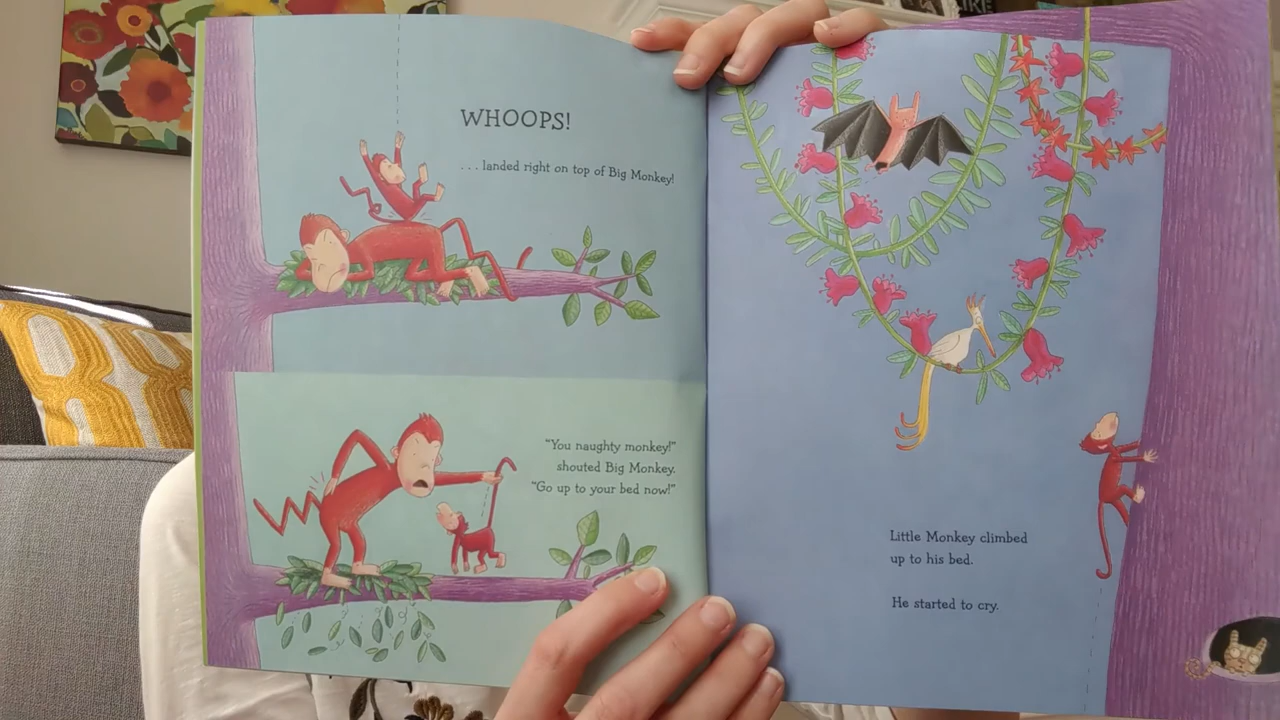 WHOOPS!
. . . landed right on top of Big Monkey!
“You naughty monkey!”
shouted Big Monkey.
“Go up to your bed now!”
Little Monkey climbed
up to his bed.
He started to cry.